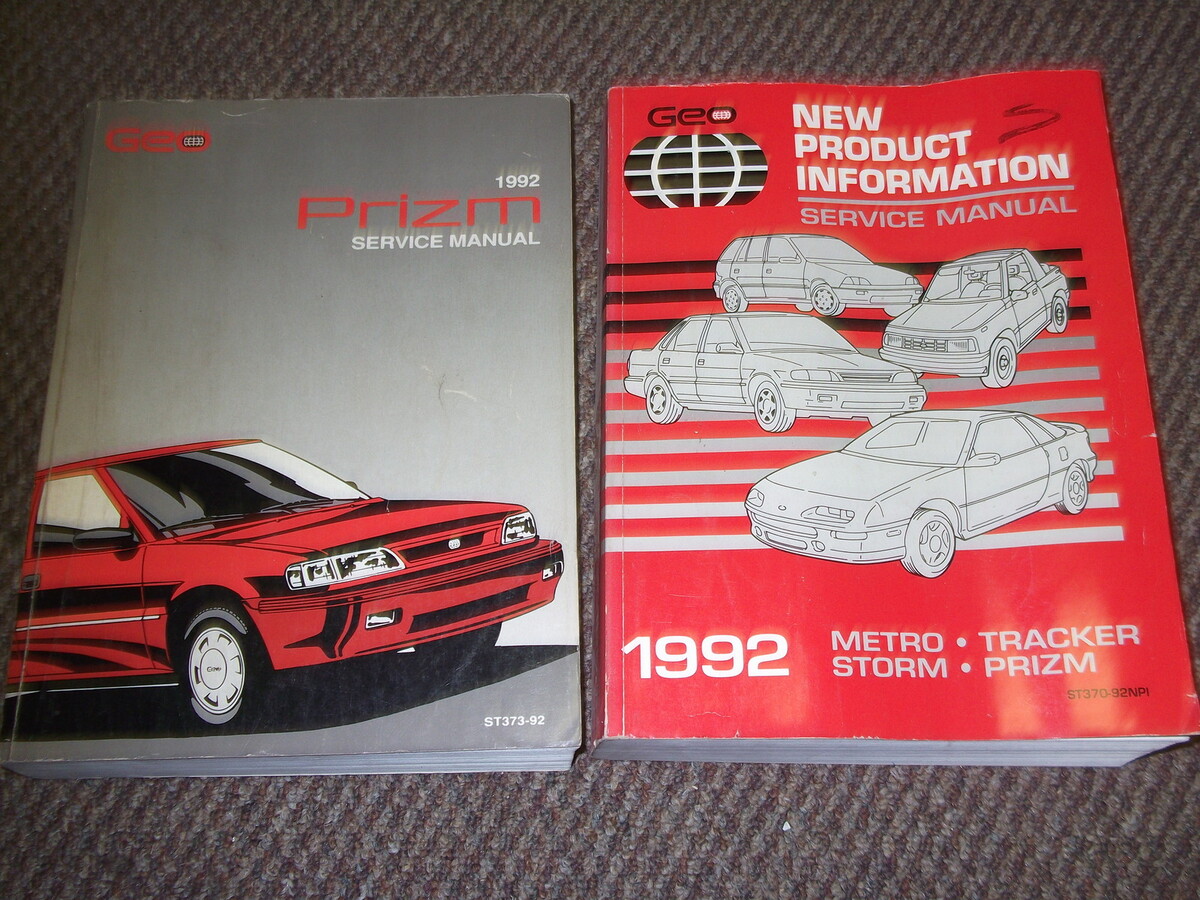 Geo
1992
Prizm
SERVICE MANUAL
Geo
ST373-92
Geo
NEW
PRODUCT
INFORMATION
SERVICE MANUAL
1992
METRO • TRACKER
STORM • PRIZM
ST370-92NPI